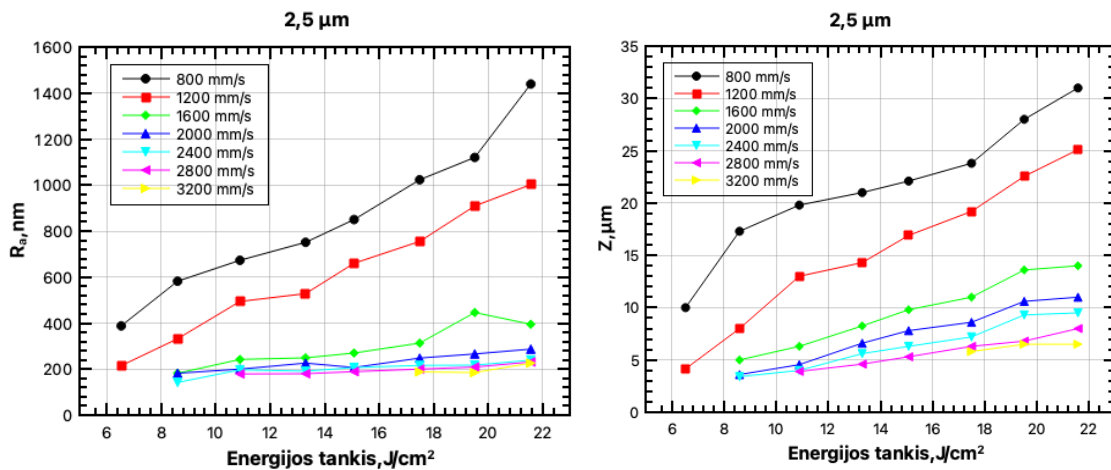 2,5 µm
1600
1400
1200
1000
800
600
400
200
0
Rₐ,nm
800 mm/s
1200 mm/s
1600 mm/s
2000 mm/s
2400 mm/s
2800 mm/s
3200 mm/s
6 8 10 12 14 16 18 20 22
Energijos tankis,J/cm²
2,5 µm
35
30
25
20
15
10
5
0
Z,µm
800 mm/s
1200 mm/s
1600 mm/s
2000 mm/s
2400 mm/s
2800 mm/s
3200 mm/s
6 8 10 12 14 16 18 20 22
Energijos tankis,J/cm²